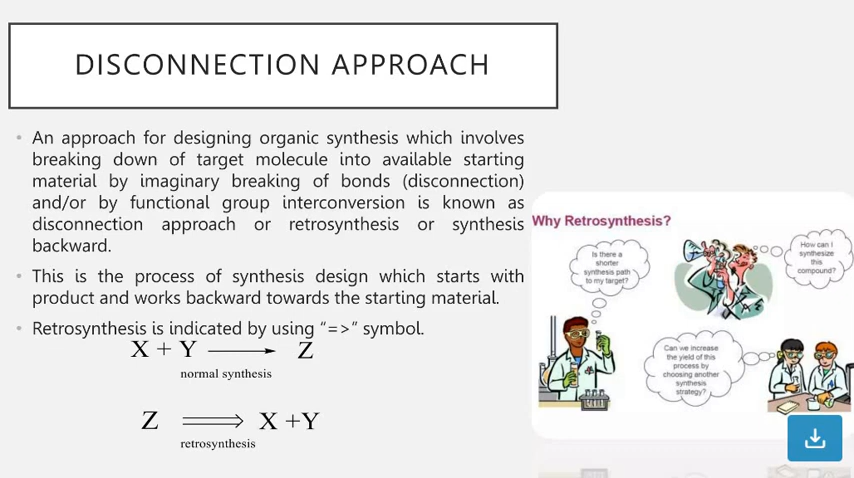 DISCONNECTION APPROACH
• An approach for designing organic synthesis which involves
breaking down of target molecule into available starting
material by imaginary breaking of bonds (disconnection)
and/or by functional group interconversion is known as
disconnection approach or retrosynthesis or synthesis
backward.
• This is the process of synthesis design which starts with
product and works backward towards the starting material.
• Retrosynthesis is indicated by using “=>” symbol.
X + Y ⟶ Z
normal synthesis
Z ⟹ X +Y
retrosynthesis
Why Retrosynthesis?
Is there a
shorter
synthesis path
to my target?
How can I
synthesize
this
compound?
Can we increase
the yield of this
process by
choosing another
synthesis
strategy?